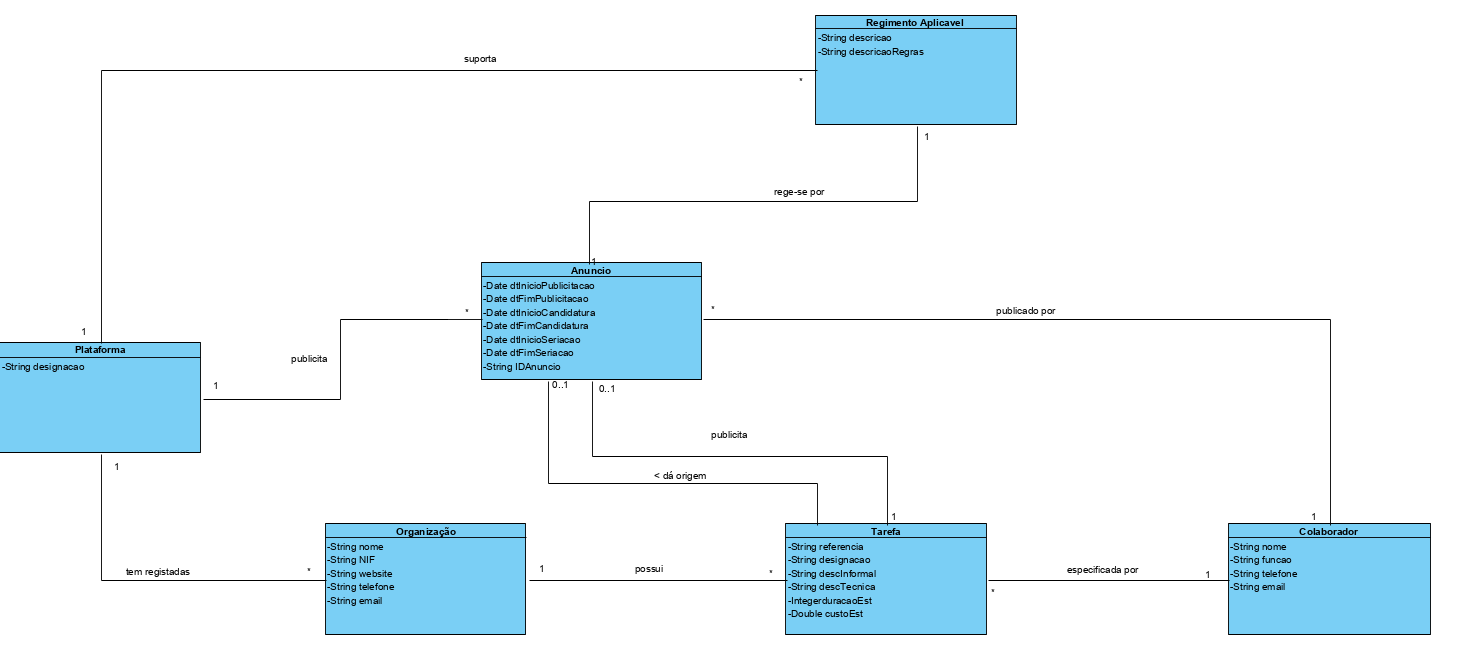 Regimento Aplicavel
-String descricao
-String descricaoRegras
suporta
*
1
rege-se por
1
Anuncio
-Date dtInicioPublicitacao
-Date dtFimPublicitacao
-Date dtInicioCandidatura
-Date dtFimCandidatura
-Date dtInicioSeriacao
-Date dtFimSeriacao
-String IDAnuncio
*
*
publicado por
1
Plataforma
-String designacao
publicita
1
0..1
0..1
publicita
1
< dá origem
1
1
Organização
-String nome
-String NIF
-String website
-String telefone
-String email
tem registadas
*
1
possui
*
Tarefa
-String referencia
-String designacao
-String descInformal
-String descTecnica
-IntegerduracaoEst
-Double custoEst
especificada por
*
1
Colaborador
-String nome
-String funcao
-String telefone
-String email